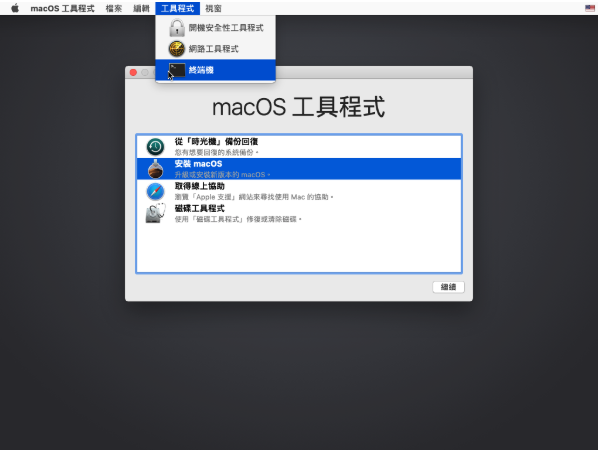 macOS 工具程式 檔案 編輯 工具程式 視窗
開機安全性工具程式
網路工具程式
終端機
macOS 工具程式
從「時光機」備份回復
您有想要回復的系統備份。
安裝 macOS
升級或安裝新版本的 macOS。
取得線上協助
瀏覽「Apple 支援」網站來尋找使用 Mac 的協助。
磁碟工具程式
使用「磁碟工具程式」修復或清除磁碟。
繼續